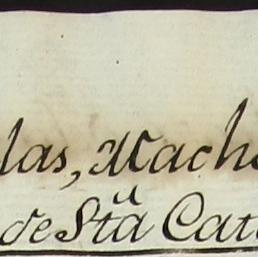 las, Mach
de Stã Cat